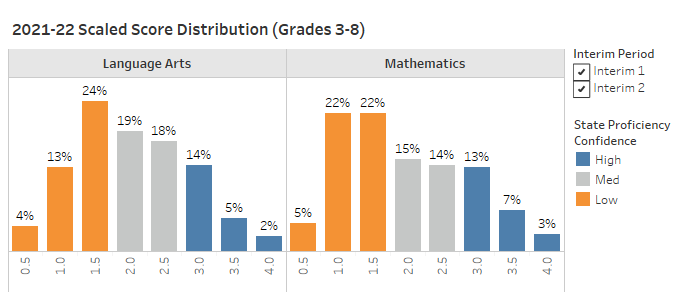 2021-22 Scaled Score Distribution (Grades 3-8)
Language Arts
Mathematics
4%
13%
24%
19%
18%
14%
5%
2%
5%
22%
22%
15%
14%
13%
7%
3%
0.5
1.0
1.5
2.0
2.5
3.0
3.5
4.0
0.5
1.0
1.5
2.0
2.5
3.0
3.5
4.0
Interim Period
Interim 1
Interim 2
State Proficiency
Confidence
High
Med
Low